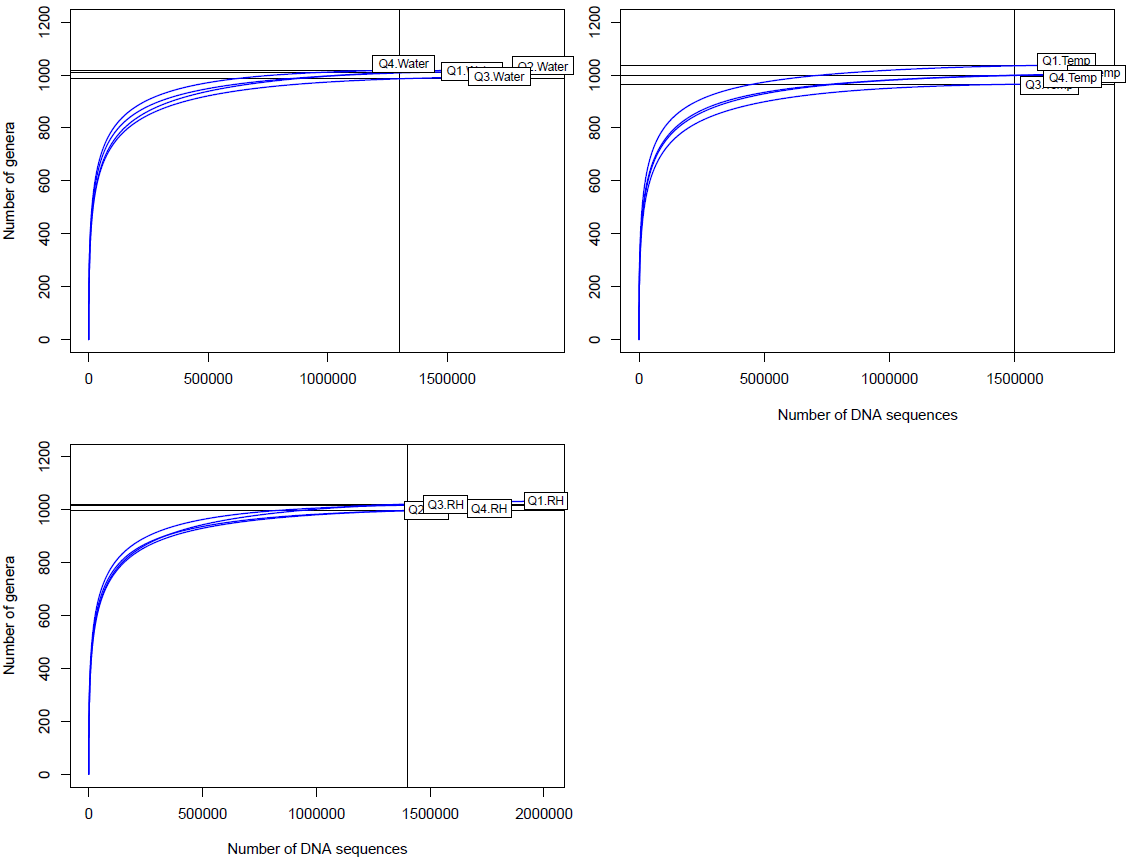 Number of genera
1200
1000
800
600
400
200
0
Q4.Water
Q2.Water
Q3.Water
0 500000 1000000 1500000
1200
1000
800
600
400
200
0
Q1.Temp
Q4.Temp
0 500000 1000000 1500000
Number of DNA sequences
Number of genera
1200
1000
800
600
400
200
0
Q1.RH
Q3.RH
Q4.RH
0 500000 1000000 1500000 2000000
Number of DNA sequences